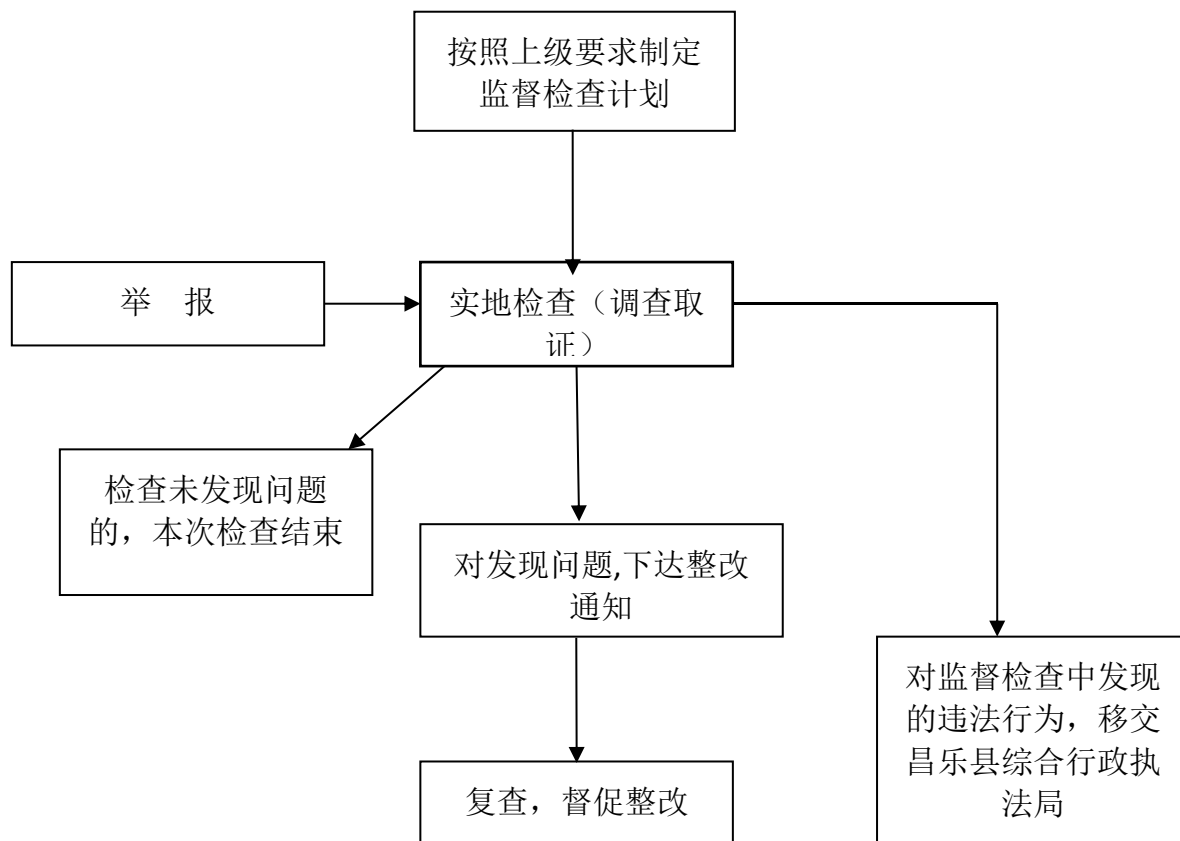 按照上级要求制定
监督检查计划
举 报
实地检查（调查取
证）
检查未发现问题
的，本次检查结束
对发现问题,下达整改
通知
对监督检查中发现
的违法行为，移交
昌乐县综合行政执
法局
复查，督促整改